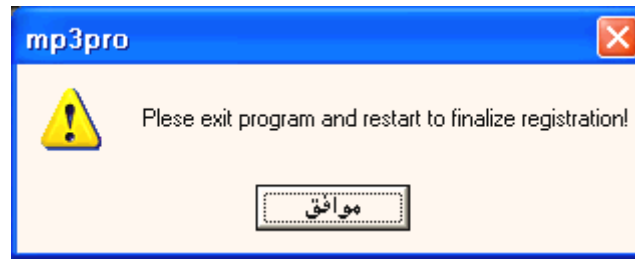 mp3pro
Plese exit program and restart to finalize registration!
موافق